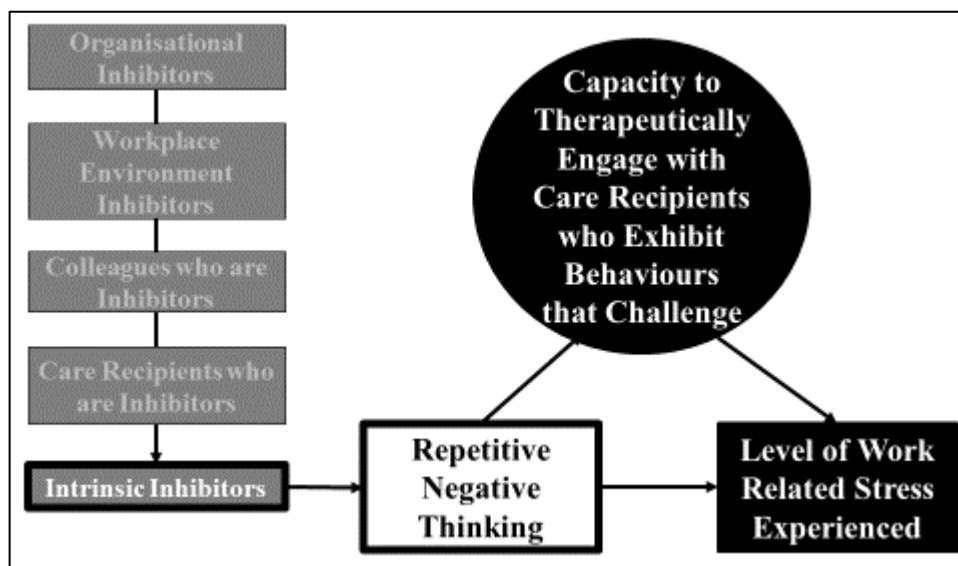 Organisational
Inhibitors
Workplace
Environment
Inhibitors
Colleagues who are
Inhibitors
Care Recipients who
are Inhibitors
Intrinsic Inhibitors
Repetitive
Negative
Thinking
Capacity to
Therapeutically
Engage with
Care Recipients
who Exhibit
Behaviours
that Challenge
Level of Work
Related Stress
Experienced